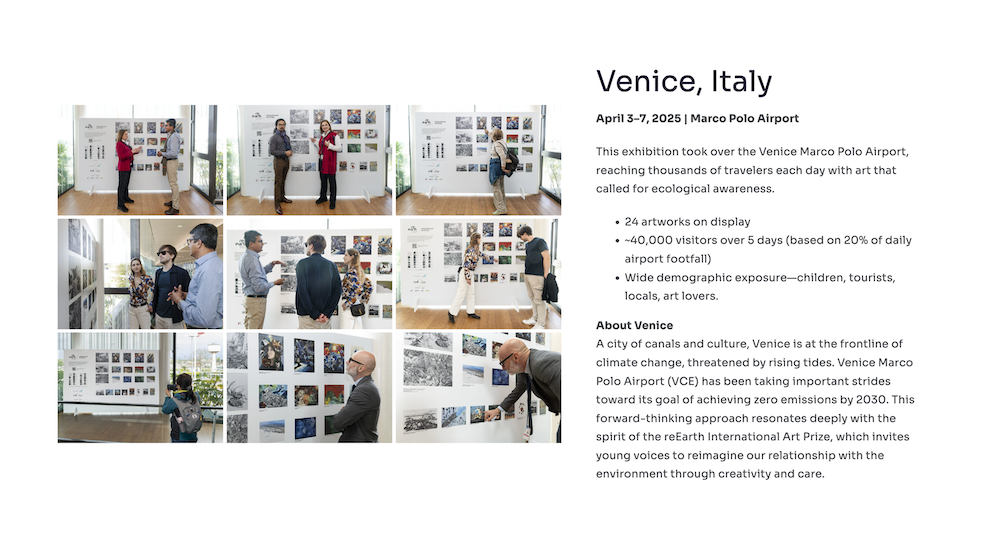 Venice, Italy
April 3–7, 2025 | Marco Polo Airport
This exhibition took over the Venice Marco Polo Airport,
reaching thousands of travelers each day with art that
called for ecological awareness.
• 24 artworks on display
• ~40,000 visitors over 5 days (based on 20% of daily
airport footfall)
• Wide demographic exposure—children, tourists,
locals, art lovers.
About Venice
A city of canals and culture, Venice is at the frontline of
climate change, threatened by rising tides. Venice Marco
Polo Airport (VCE) has been taking important strides
toward its goal of achieving zero emissions by 2030. This
forward-thinking approach resonates deeply with the
spirit of the reEarth International Art Prize, which invites
young voices to reimagine our relationship with the
environment through creativity and care.